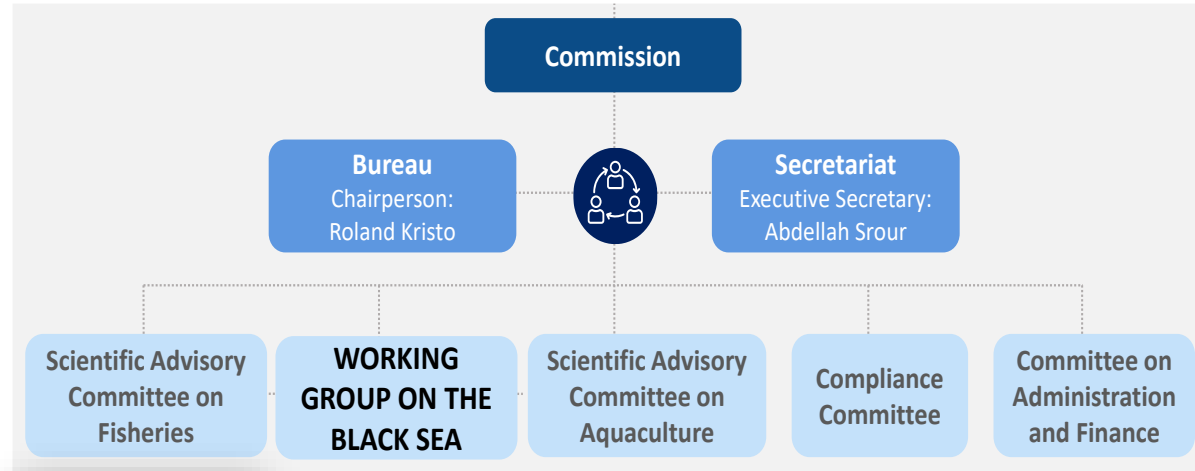 Commission
Bureau
Chairperson:
Roland Kristo
Secretariat
Executive Secretary:
Abdellah Srour
Scientific Advisory
Committee on
Fisheries
WORKING
GROUP ON THE
BLACK SEA
Scientific Advisory
Committee on
Aquaculture
Compliance
Committee
Committee on
Administration
and Finance